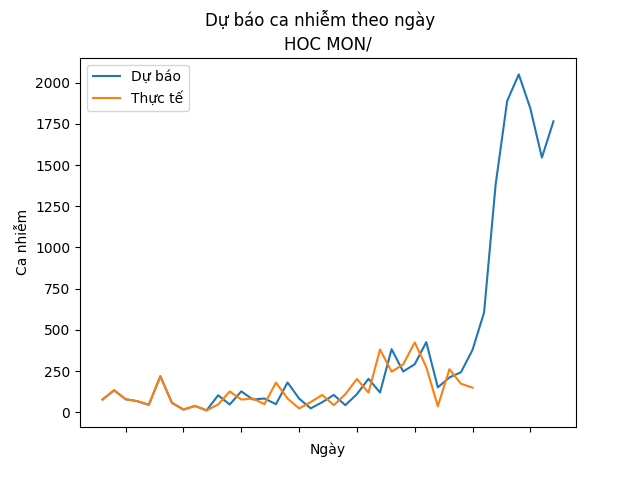 Dự báo ca nhiễm theo ngày
HOC MON/
Dự báo
Thực tế
2000
1750
1500
1250
1000
750
500
250
0
Ca nhiễm
Ngày